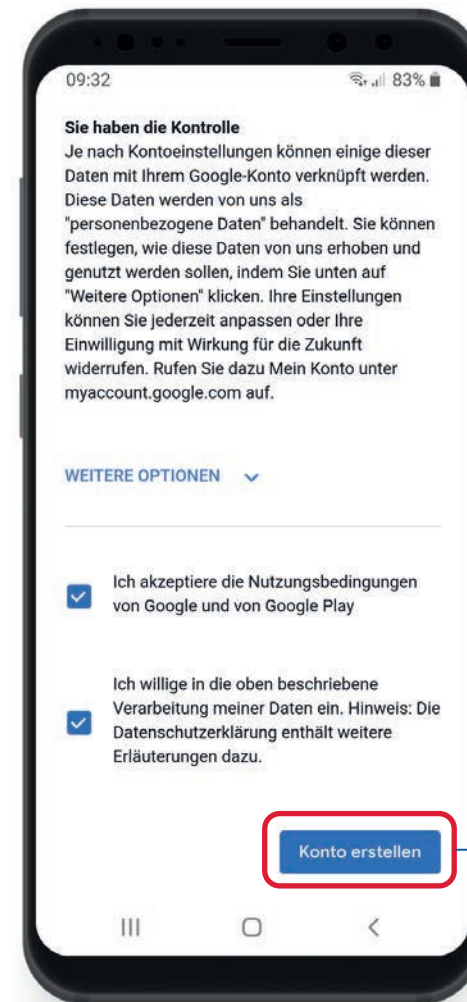 09:32 83%
Sie haben die Kontrolle
Je nach Kontoeinstellungen können einige dieser
Daten mit Ihrem Google-Konto verknüpft werden.
Diese Daten werden von uns als
"personenbezogene Daten" behandelt. Sie können
festlegen, wie diese Daten von uns erhoben und
genutzt werden sollen, indem Sie unten auf
"Weitere Optionen" klicken. Ihre Einstellungen
können Sie jederzeit anpassen oder Ihre
Einwilligung mit Wirkung für die Zukunft
widerrufen. Rufen Sie dazu Mein Konto unter
myaccount.google.com auf.
WEITERE OPTIONEN
Ich akzeptiere die Nutzungsbedingungen
von Google und von Google Play
Ich willige in die oben beschriebene
Verarbeitung meiner Daten ein. Hinweis: Die
Datenschutzerklärung enthält weitere
Erläuterungen dazu.
Konto erstellen